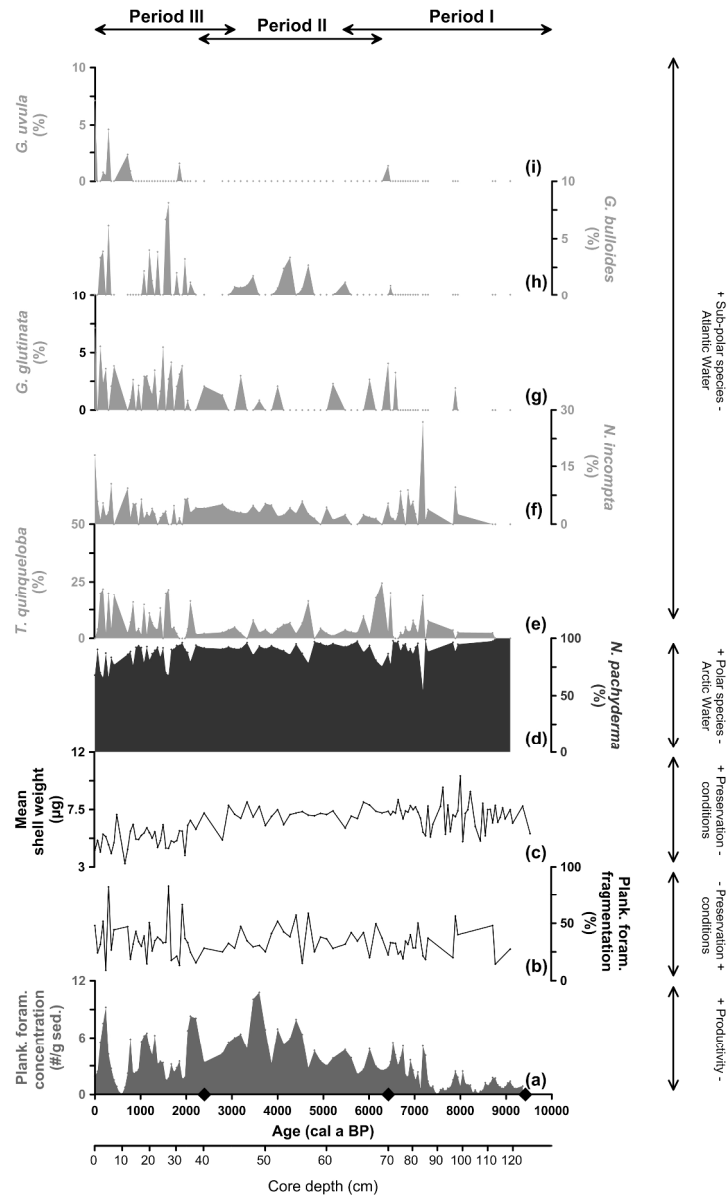 Period III
Period II
Period I
G. uvula
(%)
10
5
0
(i)
G. bulloides
(%)
10
5
0
(h)
G. glutinata
(%)
10
5
0
(g)
N. incompta
(%)
30
15
0
(f)
T. quinqueloba
(%)
50
25
0
(e)
N. pachyderma
(%)
100
50
0
(d)
Mean
shell weight
(µg)
12
7.5
3
(c)
Plank. foram.
fragmentation
(%)
100
50
0
(b)
Plank. foram.
concentration
(#/g sed.)
12
6
0
(a)
+ Sub-polar species -
Atlantic Water
+ Polar species -
Arctic Water
+ Preservation -
conditions
- Preservation +
conditions
+ Productivity -
0 1000 2000 3000 4000 5000 6000 7000 8000 9000 10000
Age (cal a BP)
0 10 20 30 40 50 60 70 80 90 100 110 120
Core depth (cm)